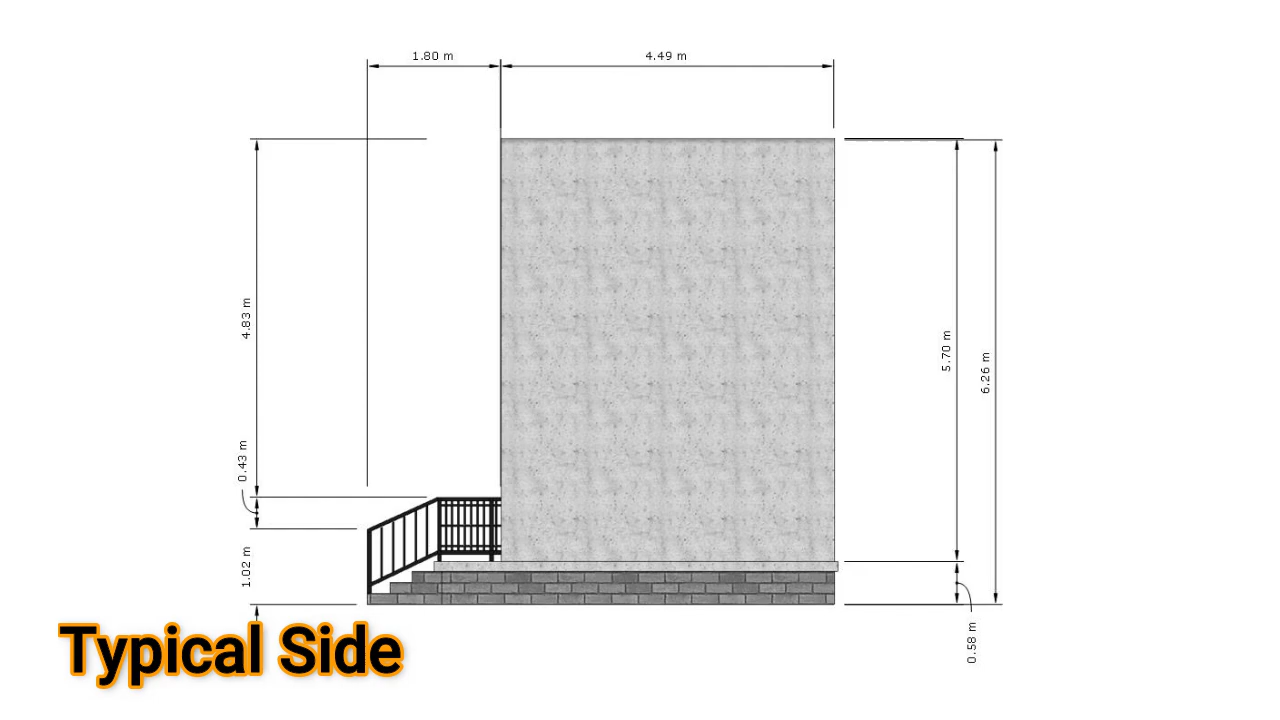 1.80 m
4.49 m
4.83 m
5.70 m
6.26 m
0.43 m
1.02 m
0.58 m
Typical Side